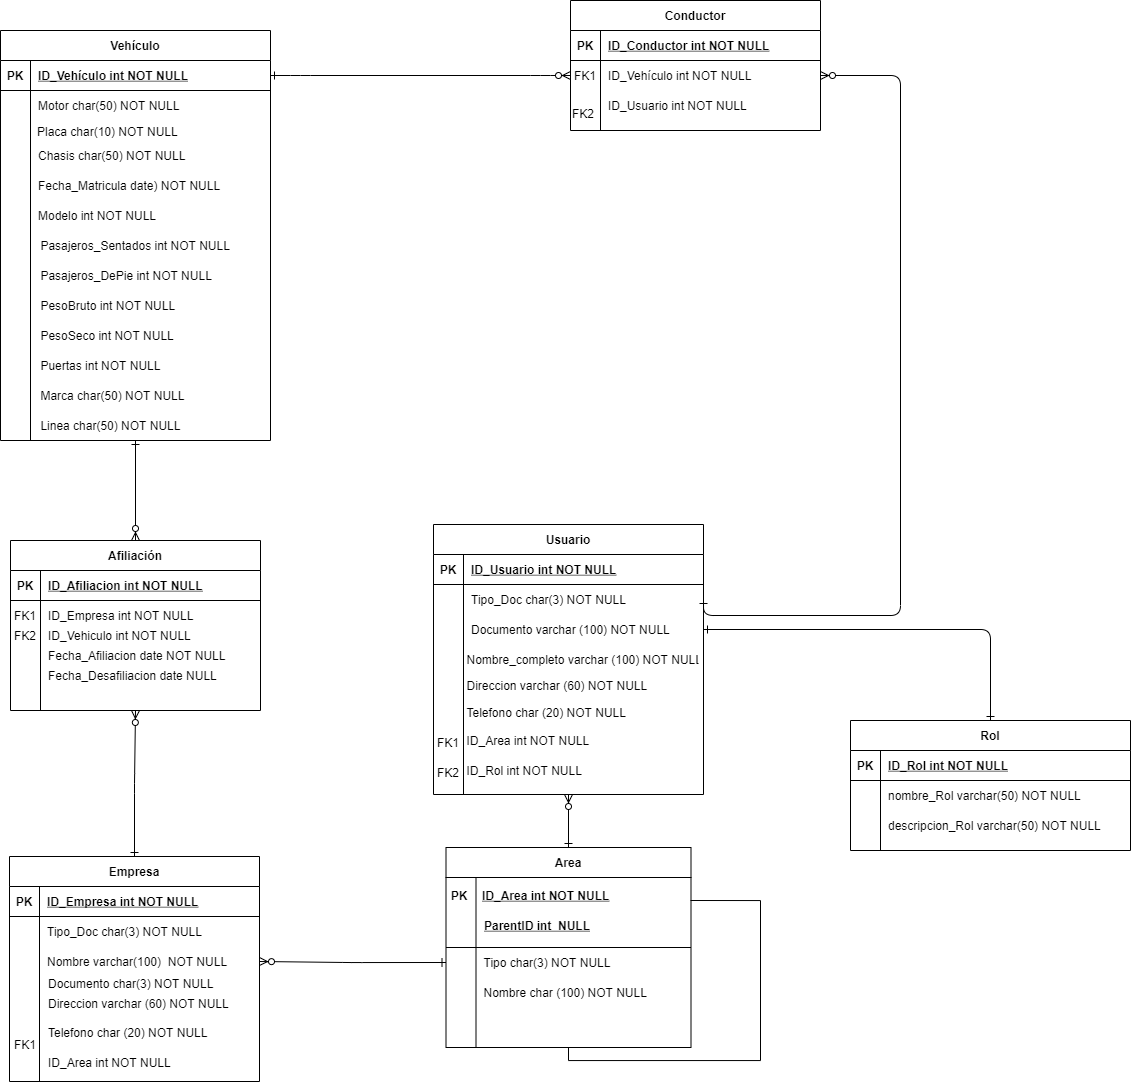 Conductor
PK ID_Conductor int NOT NULL
FK1 ID_Vehículo int NOT NULL
FK2 ID_Usuario int NOT NULL
Vehículo
PK ID_Vehículo int NOT NULL
Motor char(50) NOT NULL
Placa char(10) NOT NULL
Chasis char(50) NOT NULL
Fecha_Matricula date) NOT NULL
Modelo int NOT NULL
Pasajeros_Sentados int NOT NULL
Pasajeros_DePie int NOT NULL
PesoBruto int NOT NULL
PesoSeco int NOT NULL
Puertas int NOT NULL
Marca char(50) NOT NULL
Linea char(50) NOT NULL
Afiliación
PK ID_Afiliacion int NOT NULL
FK1 ID_Empresa int NOT NULL
FK2 ID_Vehiculo int NOT NULL
Fecha_Afiliacion date NOT NULL
Fecha_Desafiliacion date NULL
Usuario
PK ID_Usuario int NOT NULL
Tipo_Doc char(3) NOT NULL
Documento varchar (100) NOT NULL
Nombre_completo varchar (100) NOT NULL
Direccion varchar (60) NOT NULL
Telefono char (20) NOT NULL
FK1 ID_Area int NOT NULL
FK2 ID_Rol int NOT NULL
Rol
PK ID_Rol int NOT NULL
nombre_Rol varchar(50) NOT NULL
descripcion_Rol varchar(50) NOT NULL
Empresa
PK ID_Empresa int NOT NULL
Tipo_Doc char(3) NOT NULL
Nombre varchar(100) NOT NULL
Documento char(3) NOT NULL
Direccion varchar (60) NOT NULL
Telefono char (20) NOT NULL
FK1
ID_Area int NOT NULL
Area
PK ID_Area int NOT NULL
ParentID int NULL
Tipo char(3) NOT NULL
Nombre char (100) NOT NULL